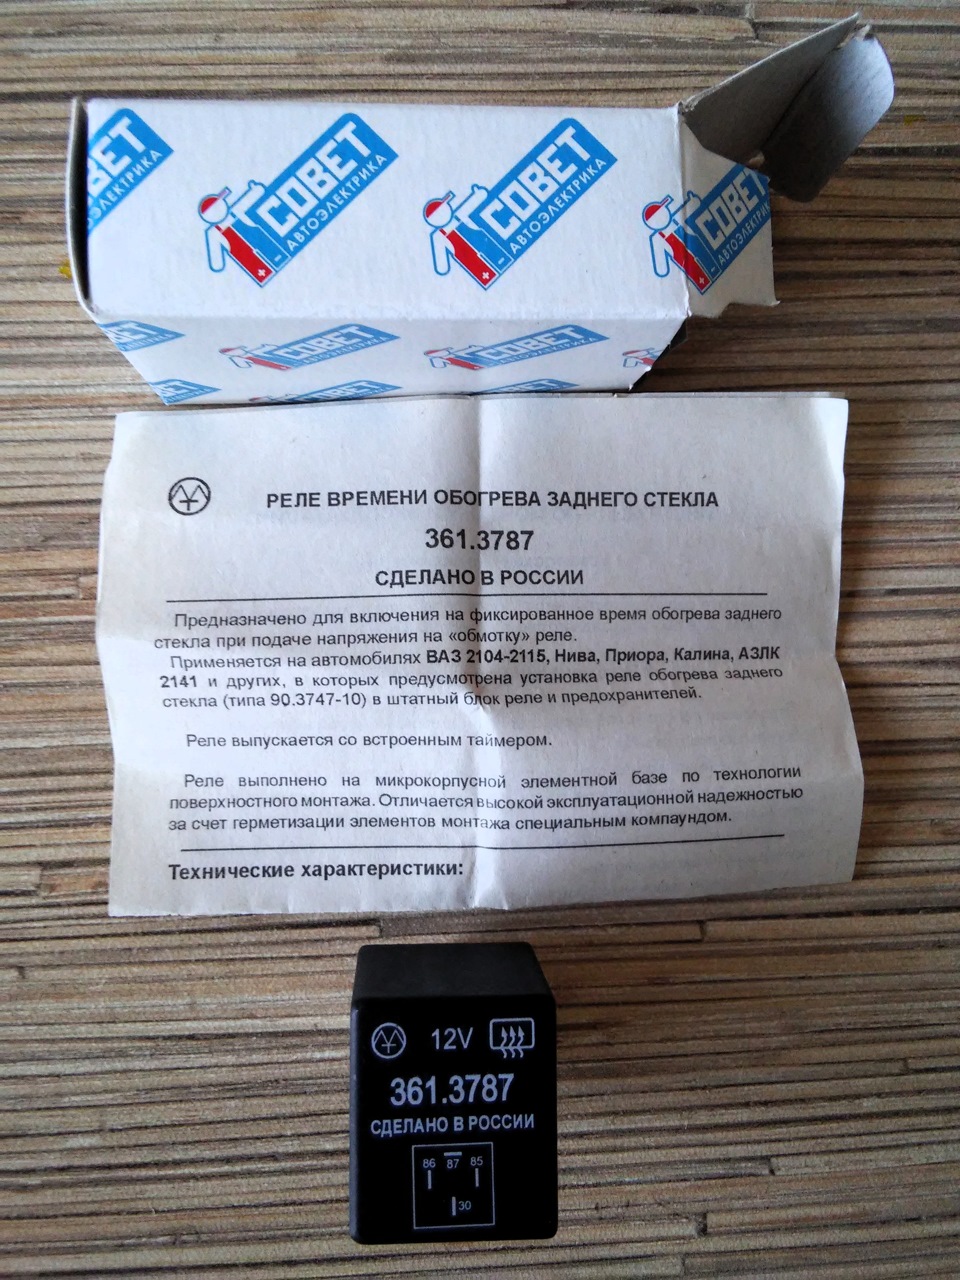 СОВЕТ
АВТОЭЛЕКТРИКА
СОВЕТ
АВТОЭЛЕКТРИКА
СОВЕТ
АВТОЭЛЕКТРИКА
СОВЕТ
АВТОЭЛЕКТРИКА
СОВЕТ
АВТОЭЛЕКТРИКА
РЕЛЕ ВРЕМЕНИ ОБОГРЕВА ЗАДНЕГО СТЕКЛА
361.3787
СДЕЛАНО В РОССИИ
Предназначено для включения на фиксированное время обогрева заднего
стекла при подаче напряжения на «обмотку» реле.
Применяется на автомобилях ВАЗ 2104-2115, Нива, Приора, Калина, АЗЛК
2141 и других, в которых предусмотрена установка реле обогрева заднего
стекла (типа 90.3747-10) в штатный блок реле и предохранителей.
Реле выпускается со встроенным таймером.
Реле выполнено на микрокорпусной элементной базе по технологии
поверхностного монтажа. Отличается высокой эксплуатационной надежностью
за счет герметизации элементов монтажа специальным компаундом.
Технические характеристики:
12V
361.3787
СДЕЛАНО В РОССИИ
86 87 85
30